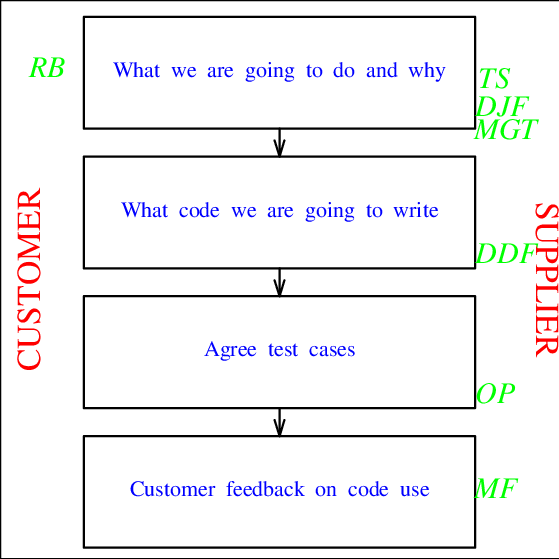 RB
What we are going to do and why
TS
DJF
MGT
CUSTOMER
What code we are going to write
SUPPLIER
DDF
Agree test cases
OP
Customer feedback on code use
MF